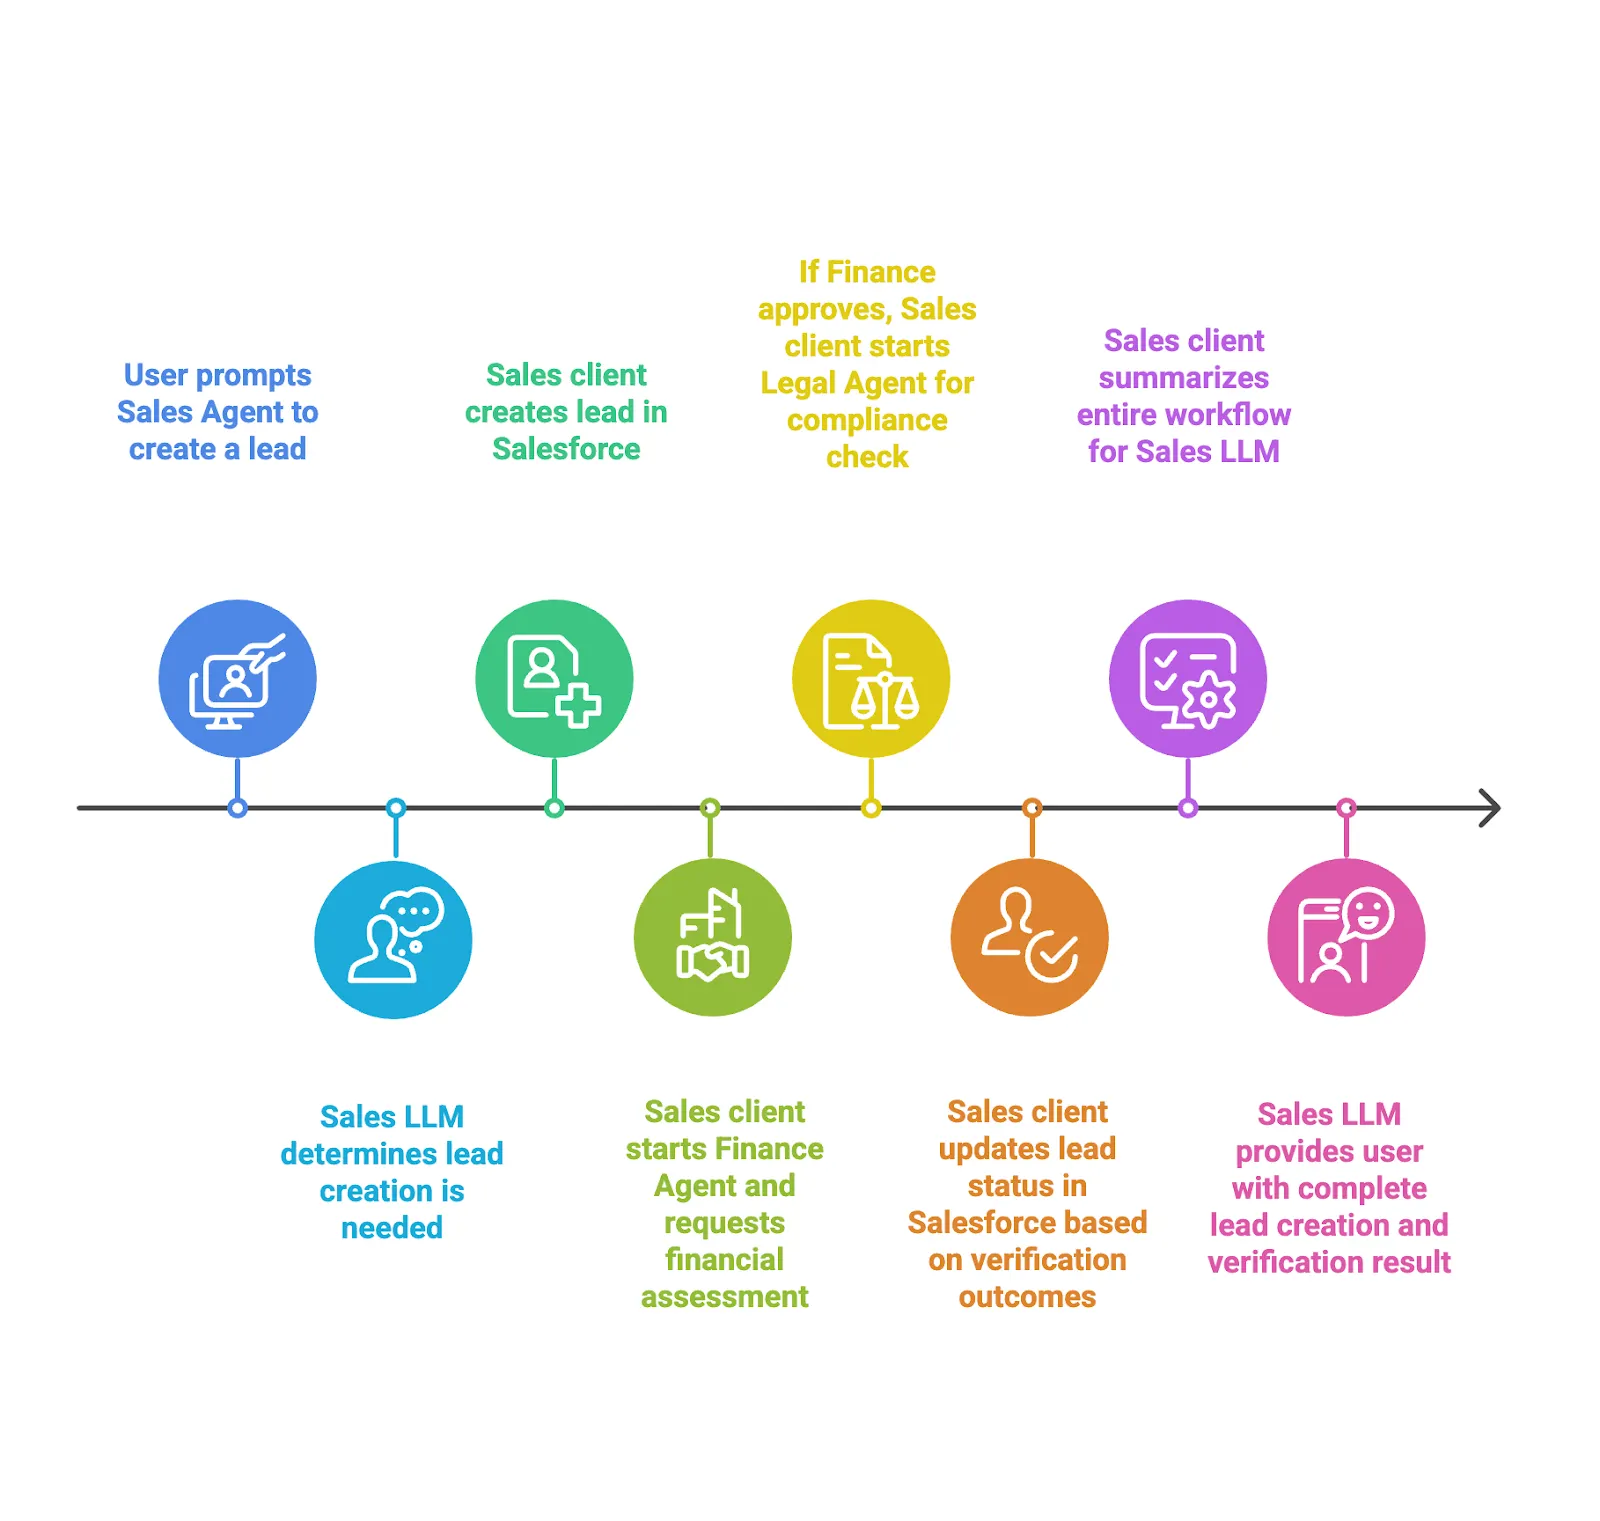 User prompts
Sales Agent to
create a lead
Sales LLM
determines lead
creation is
needed
Sales client
creates lead in
Salesforce
Sales client
starts Finance
Agent and
requests
financial
assessment
If Finance
approves, Sales
client starts
Legal Agent for
compliance
check
Sales client
updates lead
status in
Salesforce based
on verification
outcomes
Sales client
summarizes
entire workflow
for Sales LLM
Sales LLM
provides user
with complete
lead creation and
verification result